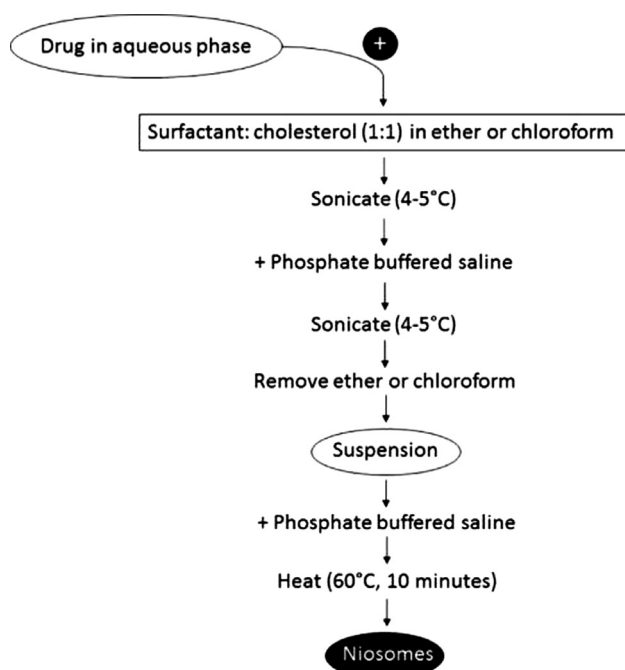 Drug in aqueous phase
+
Surfactant: cholesterol (1:1) in ether or chloroform
Sonicate (4-5°C)
+ Phosphate buffered saline
Sonicate (4-5°C)
Remove ether or chloroform
Suspension
+ Phosphate buffered saline
Heat (60°C, 10 minutes)
Niosomes